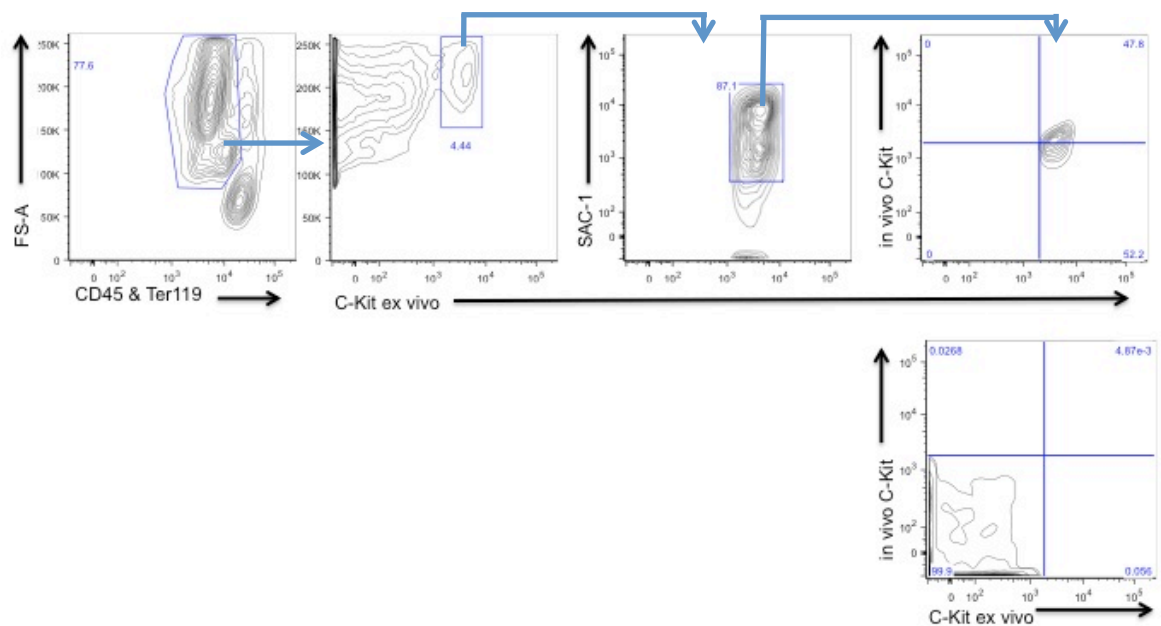 77.6
FS-A
250K
200K
150K
100K
50K
0
0 10² 10³ 10⁴ 10⁵
CD45 & Ter119
250K
200K
150K
100K
50K
0
4.44
0 10² 10³ 10⁴ 10⁵
C-Kit ex vivo
SAC-1
10⁵
10⁴
10³
10²
0
87.1
0 10² 10³ 10⁴ 10⁵
in vivo C-Kit
10⁵
10⁴
10³
10²
0
0 47.8
0 52.2
0 10² 10³ 10⁴ 10⁵
in vivo C-Kit
10⁵
10⁴
10³
10²
0
0.0268 4.87e-3
99.9 0.056
0 10² 10³ 10⁴ 10⁵
C-Kit ex vivo